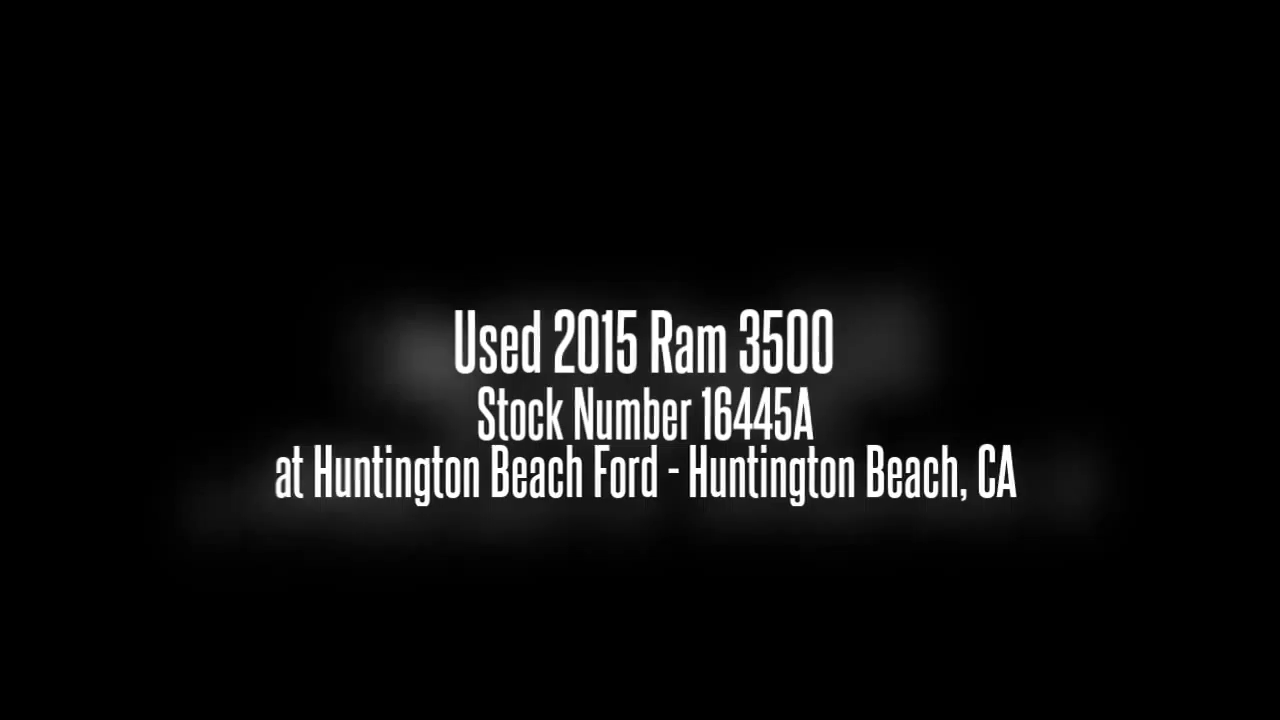 Used 2015 Ram 3500
Stock Number 16445A
at Huntington Beach Ford - Huntington Beach, CA